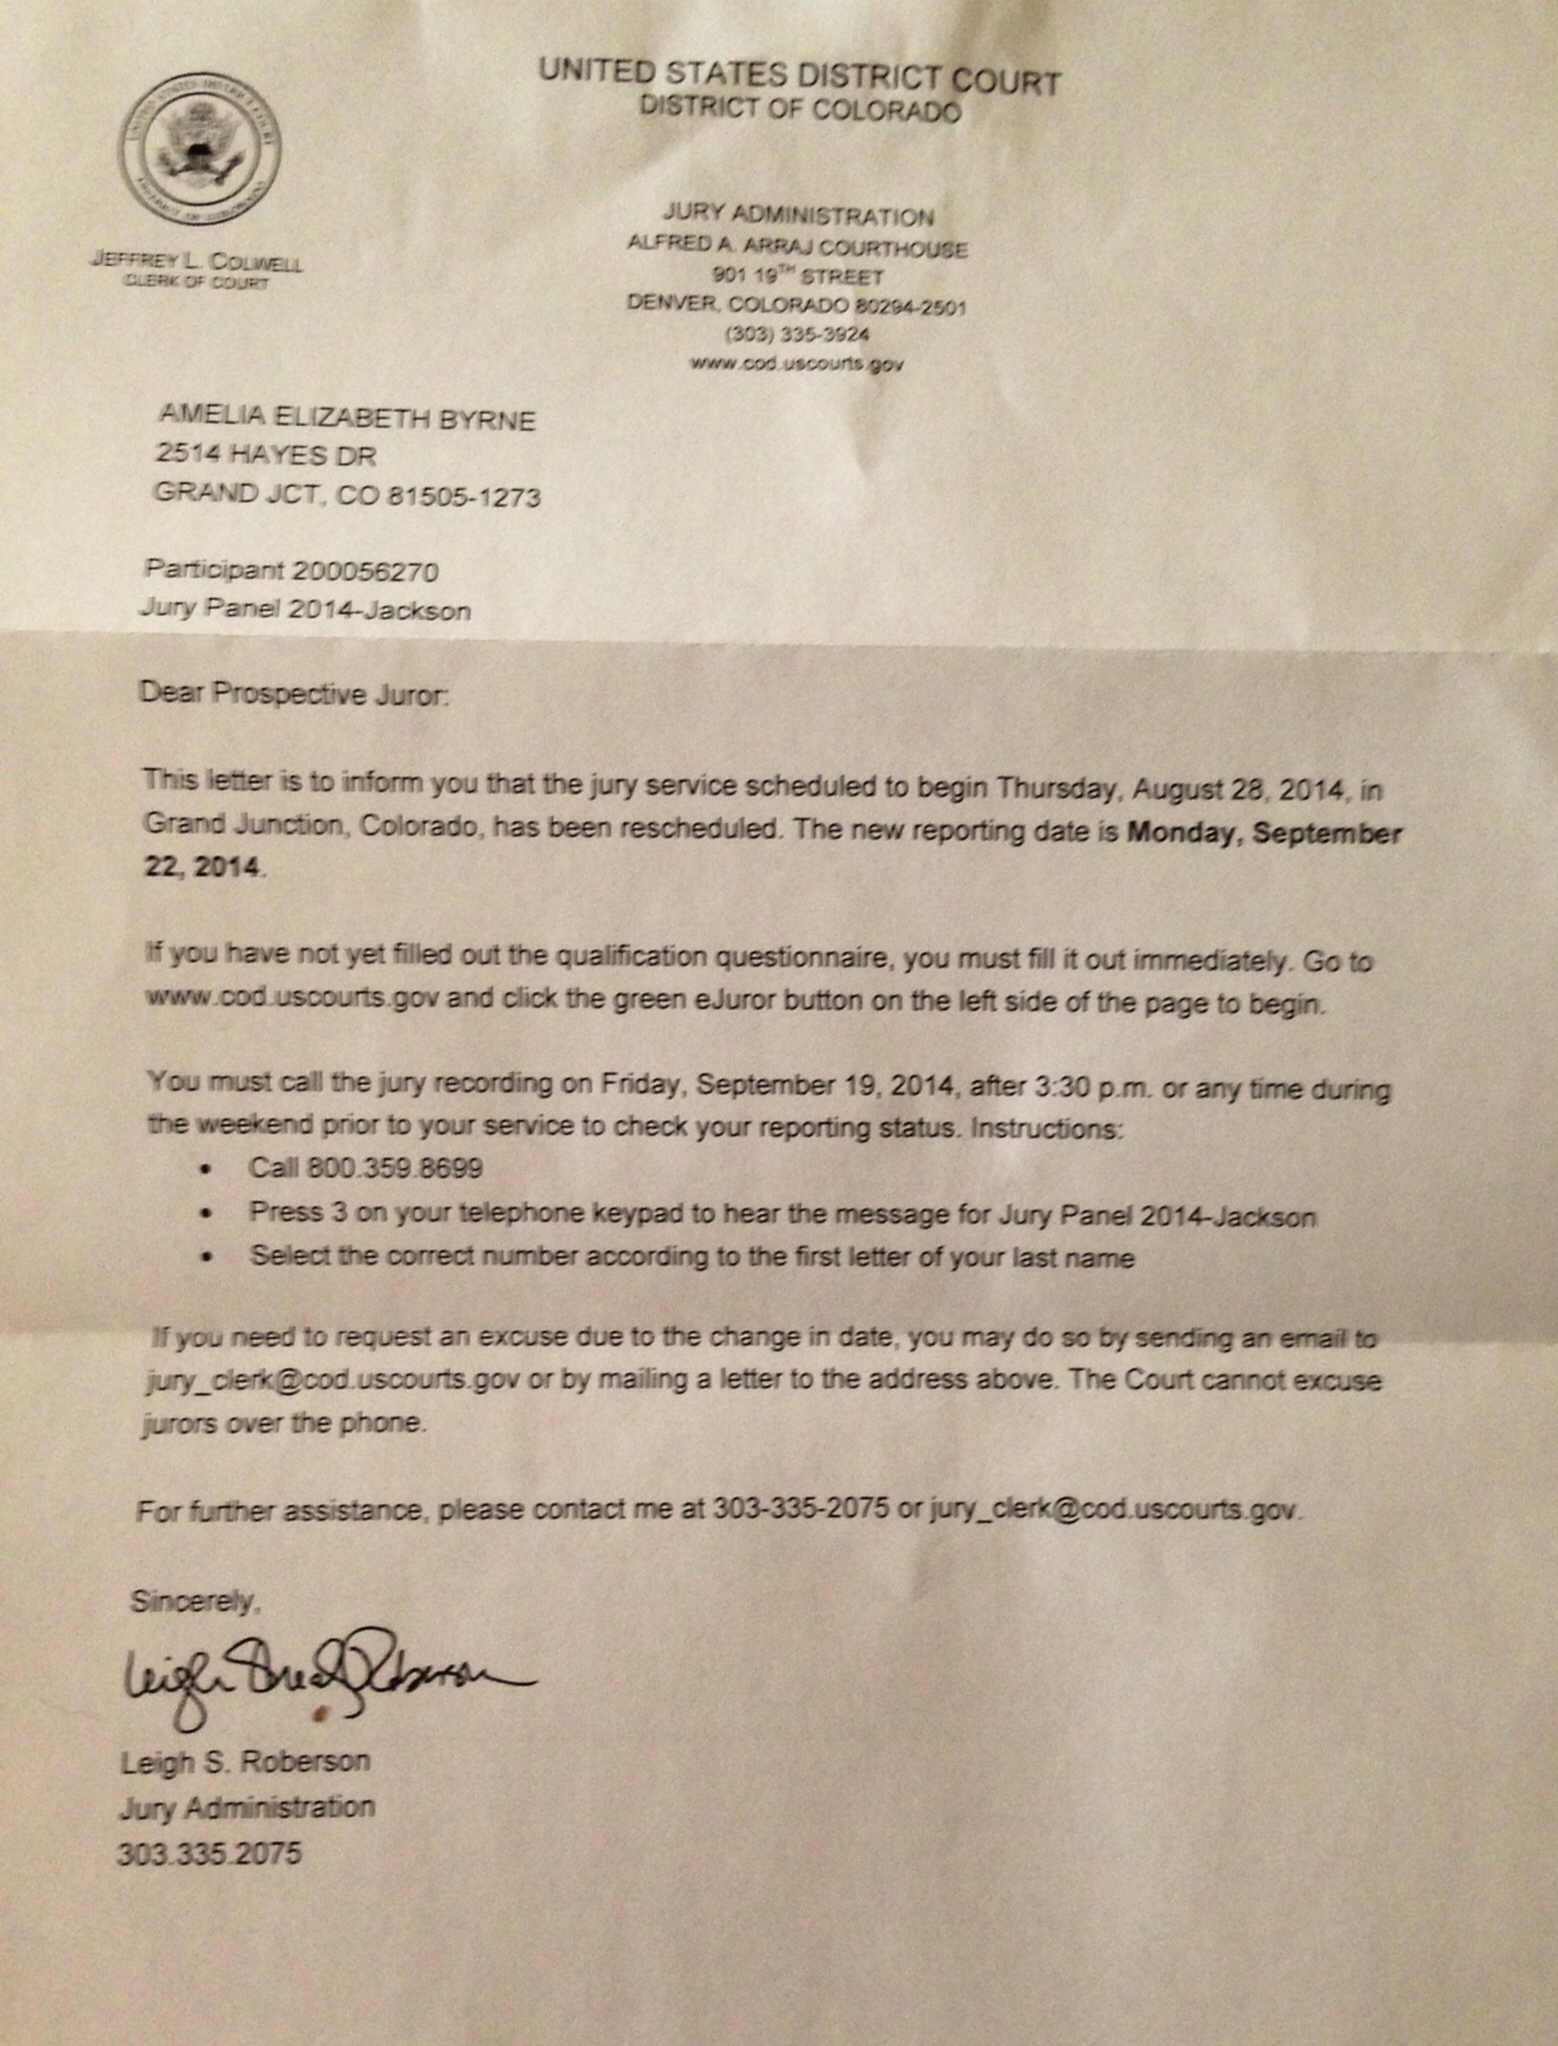 UNITED STATES DISTRICT COURT
DISTRICT OF COLORADO
UNITED STATES DISTRICT COURT
DISTRICT OF COLORADO
JEFFREY L. COLWELL
CLERK OF COURT
JURY ADMINISTRATION
ALFRED A. ARRAJ COURTHOUSE
901 19TH STREET
DENVER, COLORADO 80294-2501
(303) 335-3924
www.cod.uscourts.gov
AMELIA ELIZABETH BYRNE
2514 HAYES DR
GRAND JCT, CO 81505-1273
Participant 200056270
Jury Panel 2014-Jackson
Dear Prospective Juror:
This letter is to inform you that the jury service scheduled to begin Thursday, August 28, 2014, in
Grand Junction, Colorado, has been rescheduled. The new reporting date is Monday, September
22, 2014.
If you have not yet filled out the qualification questionnaire, you must fill it out immediately. Go to
www.cod.uscourts.gov and click the green eJuror button on the left side of the page to begin.
You must call the jury recording on Friday, September 19, 2014, after 3:30 p.m. or any time during
the weekend prior to your service to check your reporting status. Instructions:
• Call 800.359.8699
• Press 3 on your telephone keypad to hear the message for Jury Panel 2014-Jackson
• Select the correct number according to the first letter of your last name
If you need to request an excuse due to the change in date, you may do so by sending an email to
jury_clerk@cod.uscourts.gov or by mailing a letter to the address above. The Court cannot excuse
jurors over the phone.
For further assistance, please contact me at 303-335-2075 or jury_clerk@cod.uscourts.gov.
Sincerely,
Leigh Roberson
Leigh S. Roberson
Jury Administration
303.335.2075